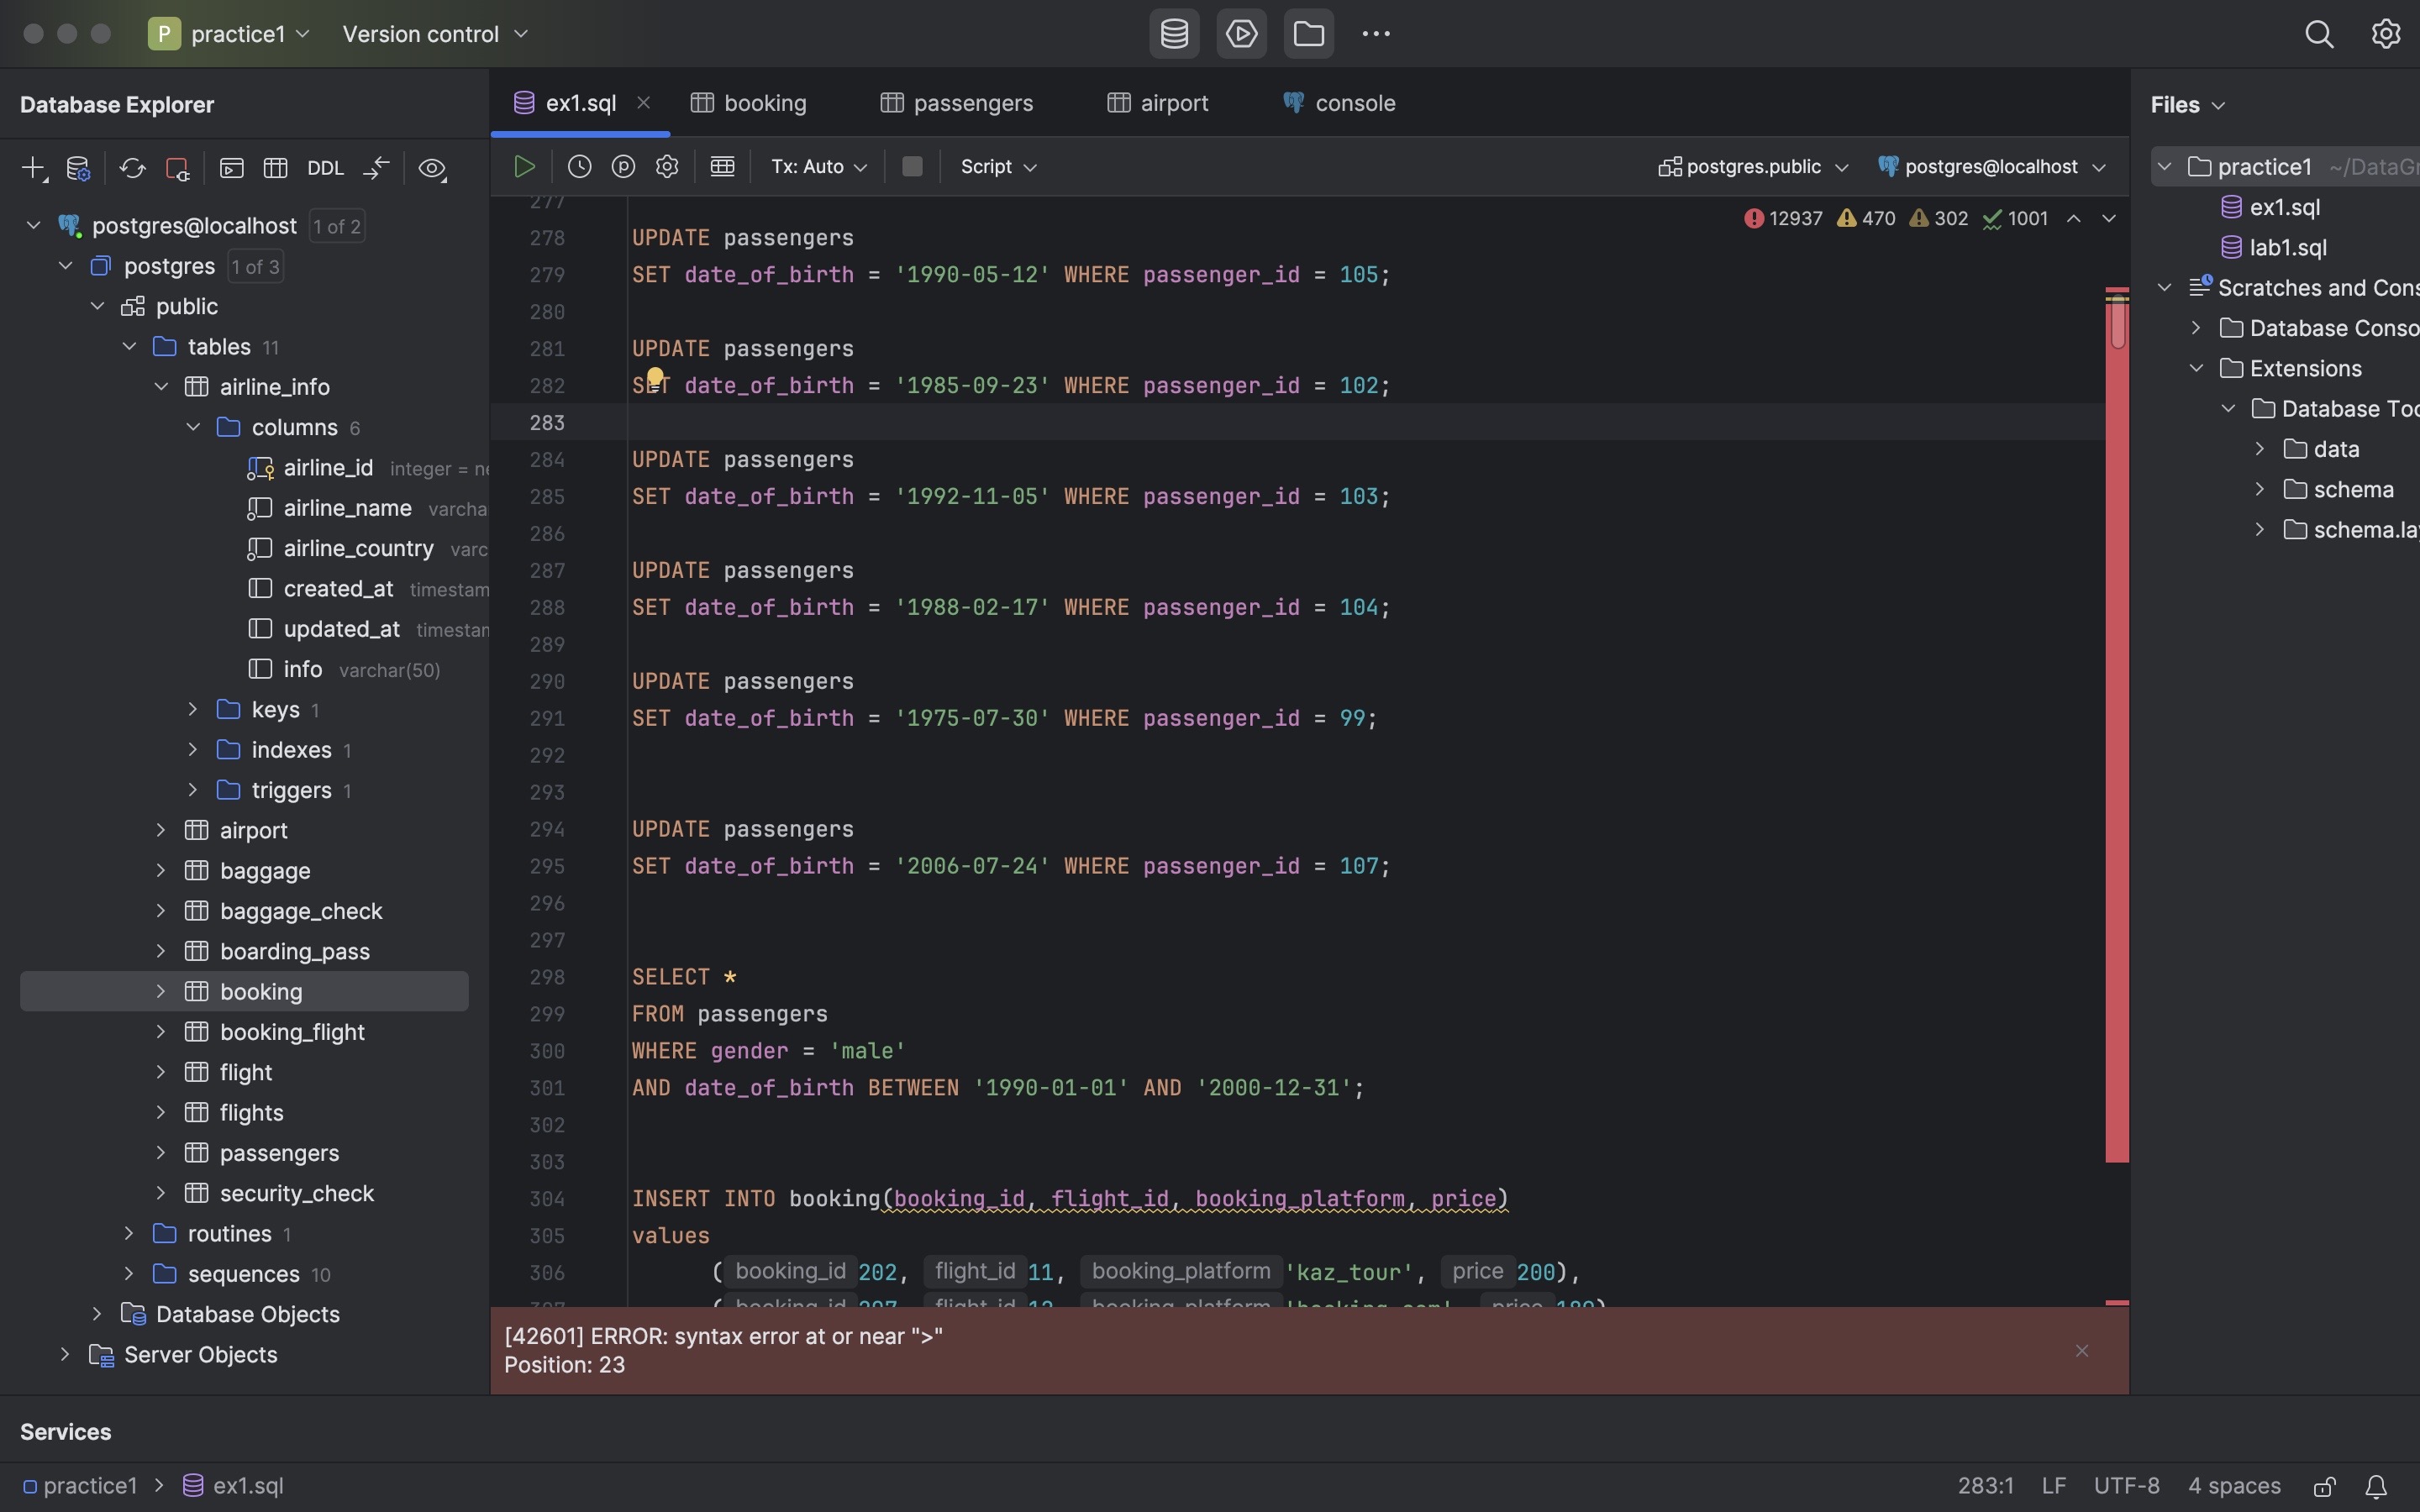 P practice1 Version control
Database Explorer
ex1.sql booking passengers airport console
Files
DDL
Tx: Auto Script postgres.public postgres@localhost
12937 470 302 1001
postgres@localhost 1 of 2
postgres 1 of 3
public
tables 11
airline_info
columns 6
airline_id integer = ne
airline_name varcha
airline_country varc
created_at timestam
updated_at timestam
info varchar(50)
keys 1
indexes 1
triggers 1
airport
baggage
baggage_check
boarding_pass
booking
booking_flight
flight
flights
passengers
security_check
routines 1
sequences 10
Database Objects
Server Objects
277
278 UPDATE passengers
279 SET date_of_birth = '1990-05-12' WHERE passenger_id = 105;
280
281 UPDATE passengers
282 SET date_of_birth = '1985-09-23' WHERE passenger_id = 102;
283
284 UPDATE passengers
285 SET date_of_birth = '1992-11-05' WHERE passenger_id = 103;
286
287 UPDATE passengers
288 SET date_of_birth = '1988-02-17' WHERE passenger_id = 104;
289
290 UPDATE passengers
291 SET date_of_birth = '1975-07-30' WHERE passenger_id = 99;
292
293
294 UPDATE passengers
295 SET date_of_birth = '2006-07-24' WHERE passenger_id = 107;
296
297
298 SELECT *
299 FROM passengers
300 WHERE gender = 'male'
301 AND date_of_birth BETWEEN '1990-01-01' AND '2000-12-31';
302
303
304 INSERT INTO booking(booking_id, flight_id, booking_platform, price)
305 values
306 ( booking_id 202, flight_id 11, booking_platform 'kaz_tour', price 200),
[42601] ERROR: syntax error at or near ">"
Position: 23
practice1 ~/DataGr
ex1.sql
lab1.sql
Scratches and Cons
Database Conso
Extensions
Database Too
data
schema
schema.lay
Services
practice1 ex1.sql
283:1 LF UTF-8 4 spaces